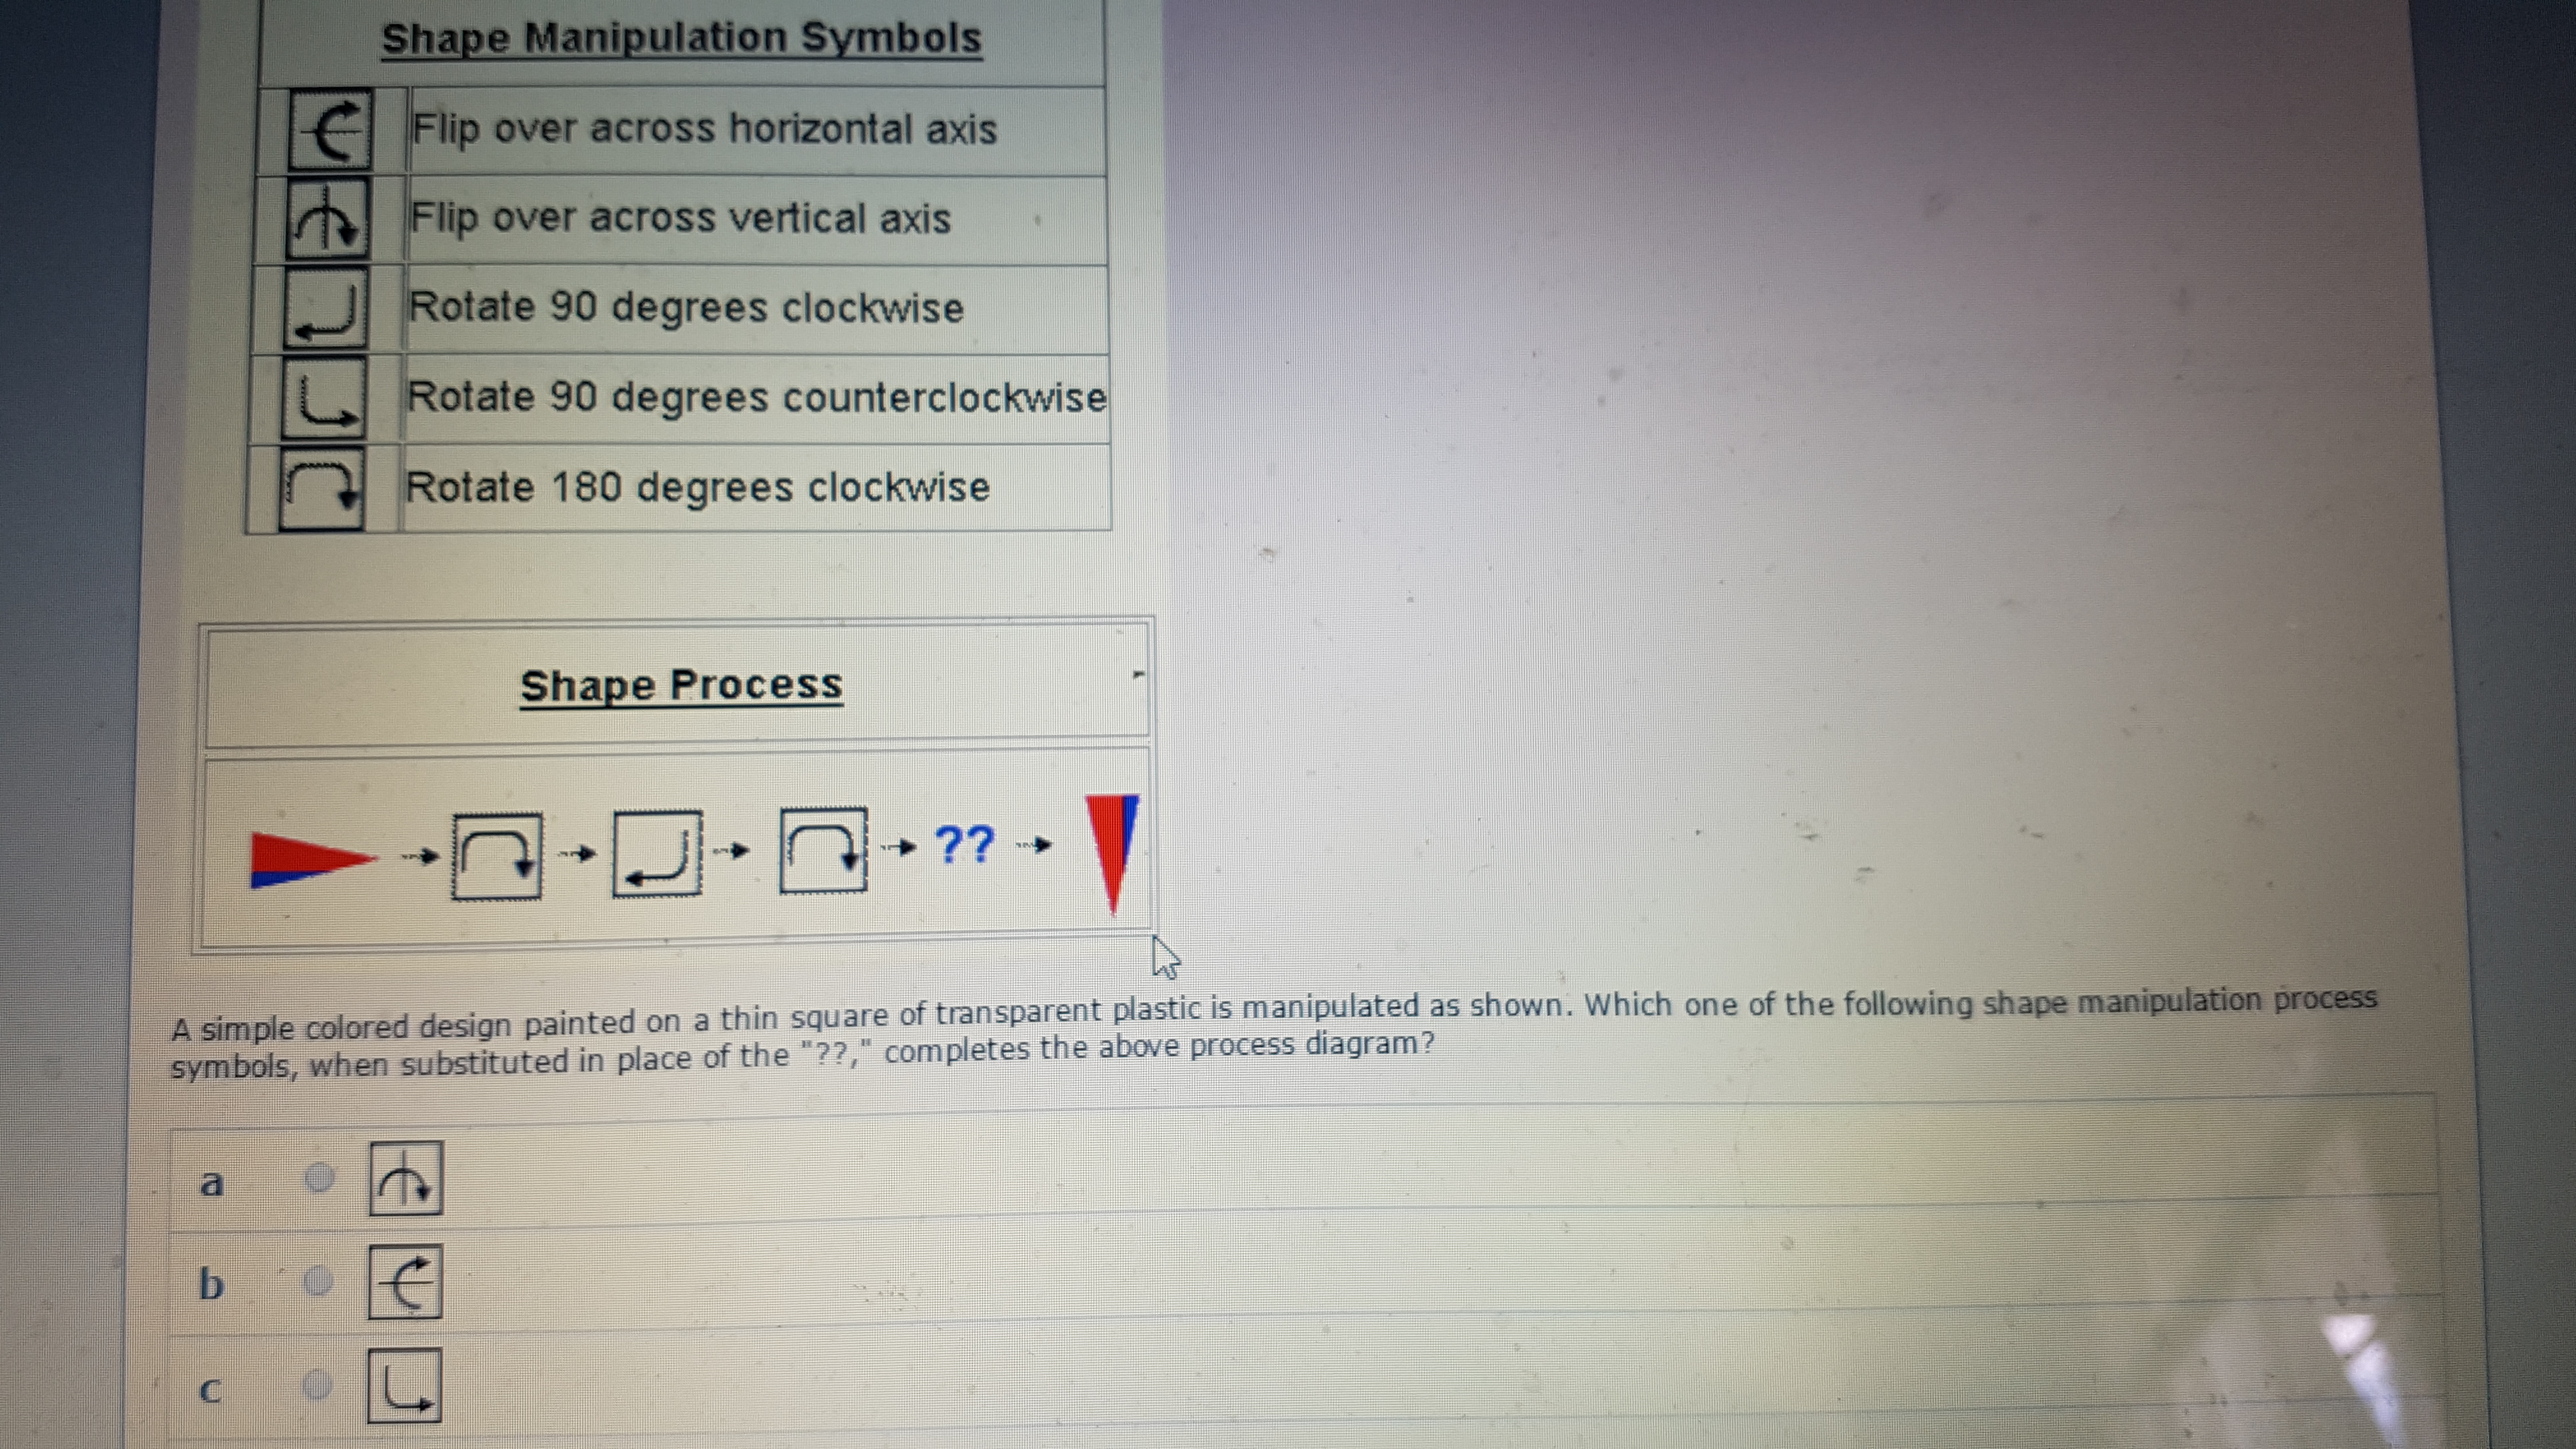 Shape Manipulation Symbols
Flip over across horizontal axis
Flip over across vertical axis
Rotate 90 degrees clockwise
Rotate 90 degrees counterclockwise
Rotate 180 degrees clockwise
Shape Process
??
A simple colored design painted on a thin square of transparent plastic is manipulated as shown. Which one of the following shape manipulation process
symbols, when substituted in place of the "??," completes the above process diagram?
a
b
c